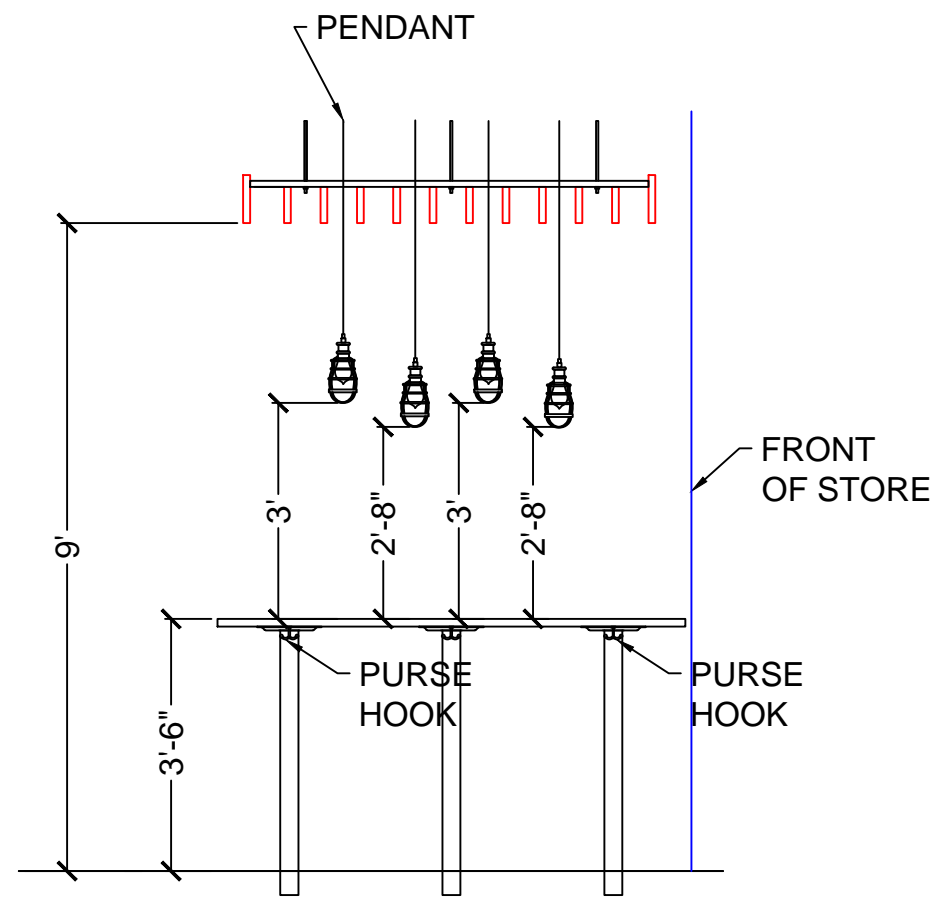 PENDANT
FRONT
OF STORE
9'
3'
2'-8"
3'
2'-8"
3'-6"
PURSE
HOOK
PURSE
HOOK